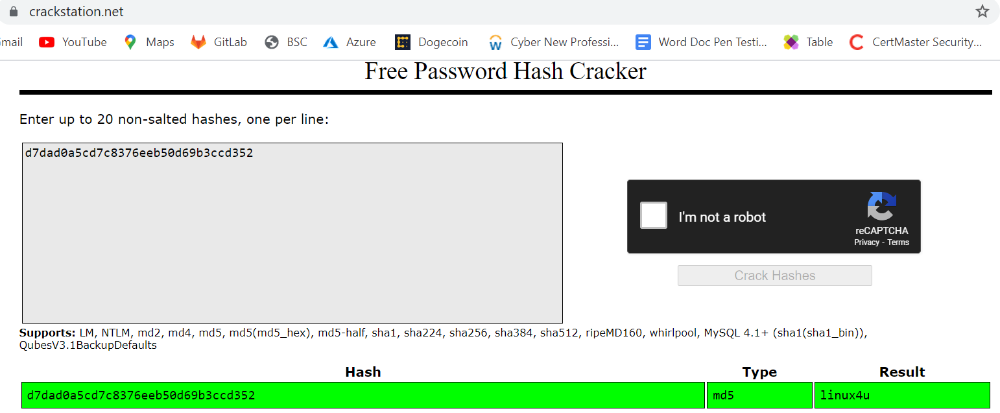 crackstation.net
mail YouTube Maps GitLab BSC Azure Dogecoin Cyber New Professi... Word Doc Pen Testi... Table CertMaster Security...
Free Password Hash Cracker
Enter up to 20 non-salted hashes, one per line:
d7dad0a5cd7c8376eeb50d69b3ccd352
I'm not a robot
reCAPTCHA
Privacy - Terms
Crack Hashes
Supports: LM, NTLM, md2, md4, md5, md5(md5_hex), md5-half, sha1, sha224, sha256, sha384, sha512, ripeMD160, whirlpool, MySQL 4.1+ (sha1(sha1_bin)),
QubesV3.1BackupDefaults
Hash Type Result
d7dad0a5cd7c8376eeb50d69b3ccd352 md5 linux4u